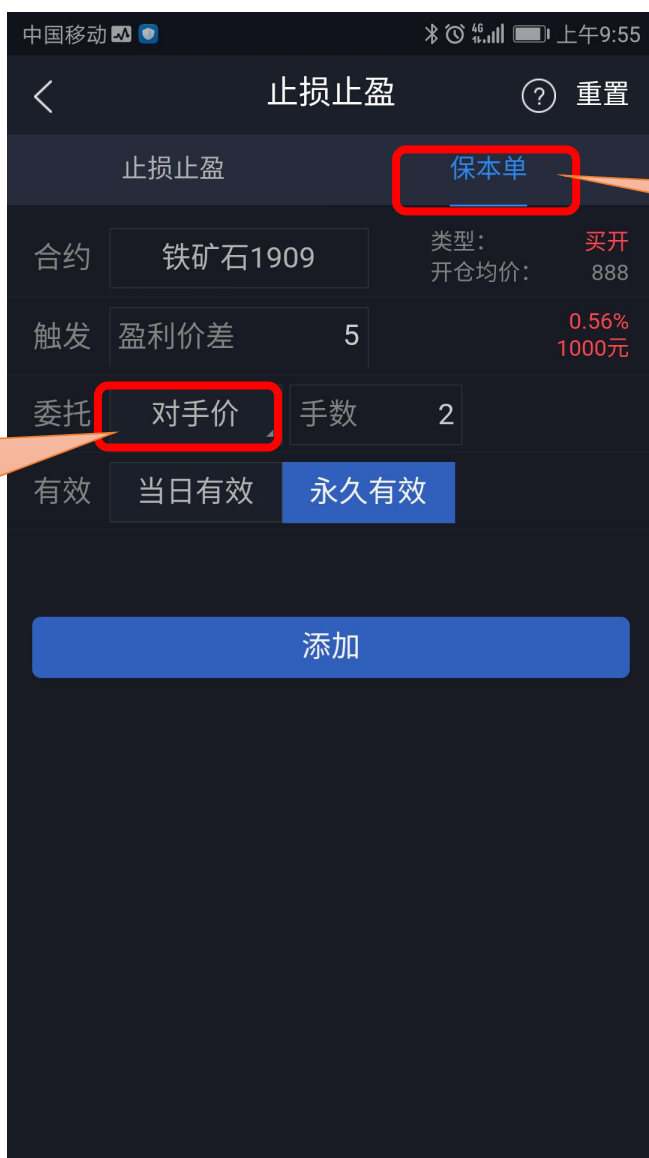 中国移动 4G 上午9:55
止损止盈 ? 重置
止损止盈 保本单
合约 铁矿石1909 类型: 买开
开仓均价: 888
触发 盈利价差 5 0.56%
1000元
委托 对手价 手数 2
有效 当日有效 永久有效
添加